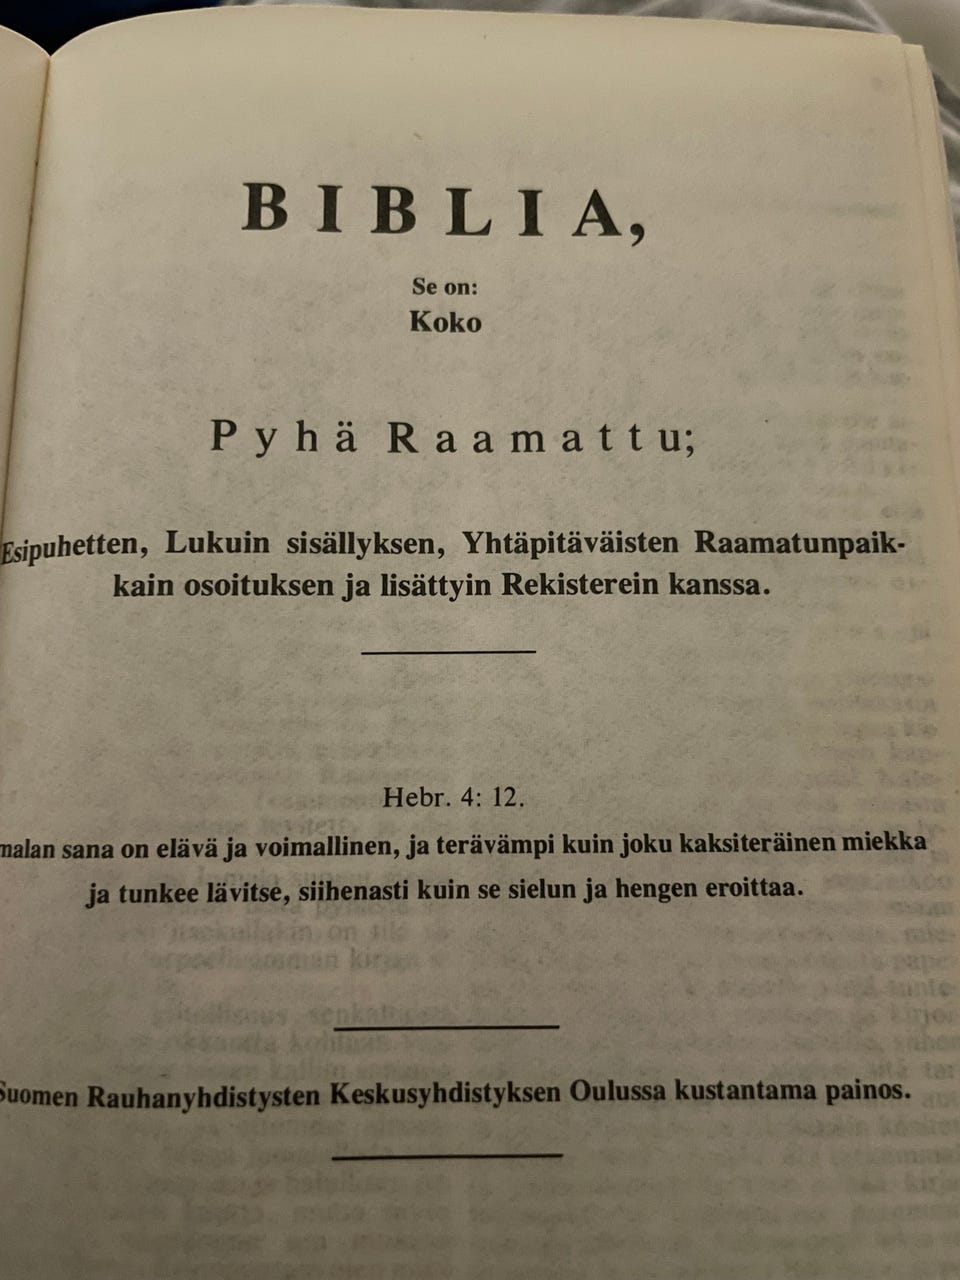 BIBLIA,
Se on:
Koko
Pyhä Raamattu;
Esipuhetten, Lukuin sisällyksen, Yhtäpitäväisten Raamatunpaik-
kain osoituksen ja lisättyin Rekisterein kanssa.
Hebr. 4: 12.
malan sana on elävä ja voimallinen, ja terävämpi kuin joku kaksiteräinen miekka
ja tunkee lävitse, siihenasti kuin se sielun ja hengen eroittaa.
Suomen Rauhanyhdistysten Keskusyhdistyksen Oulussa kustantama painos.